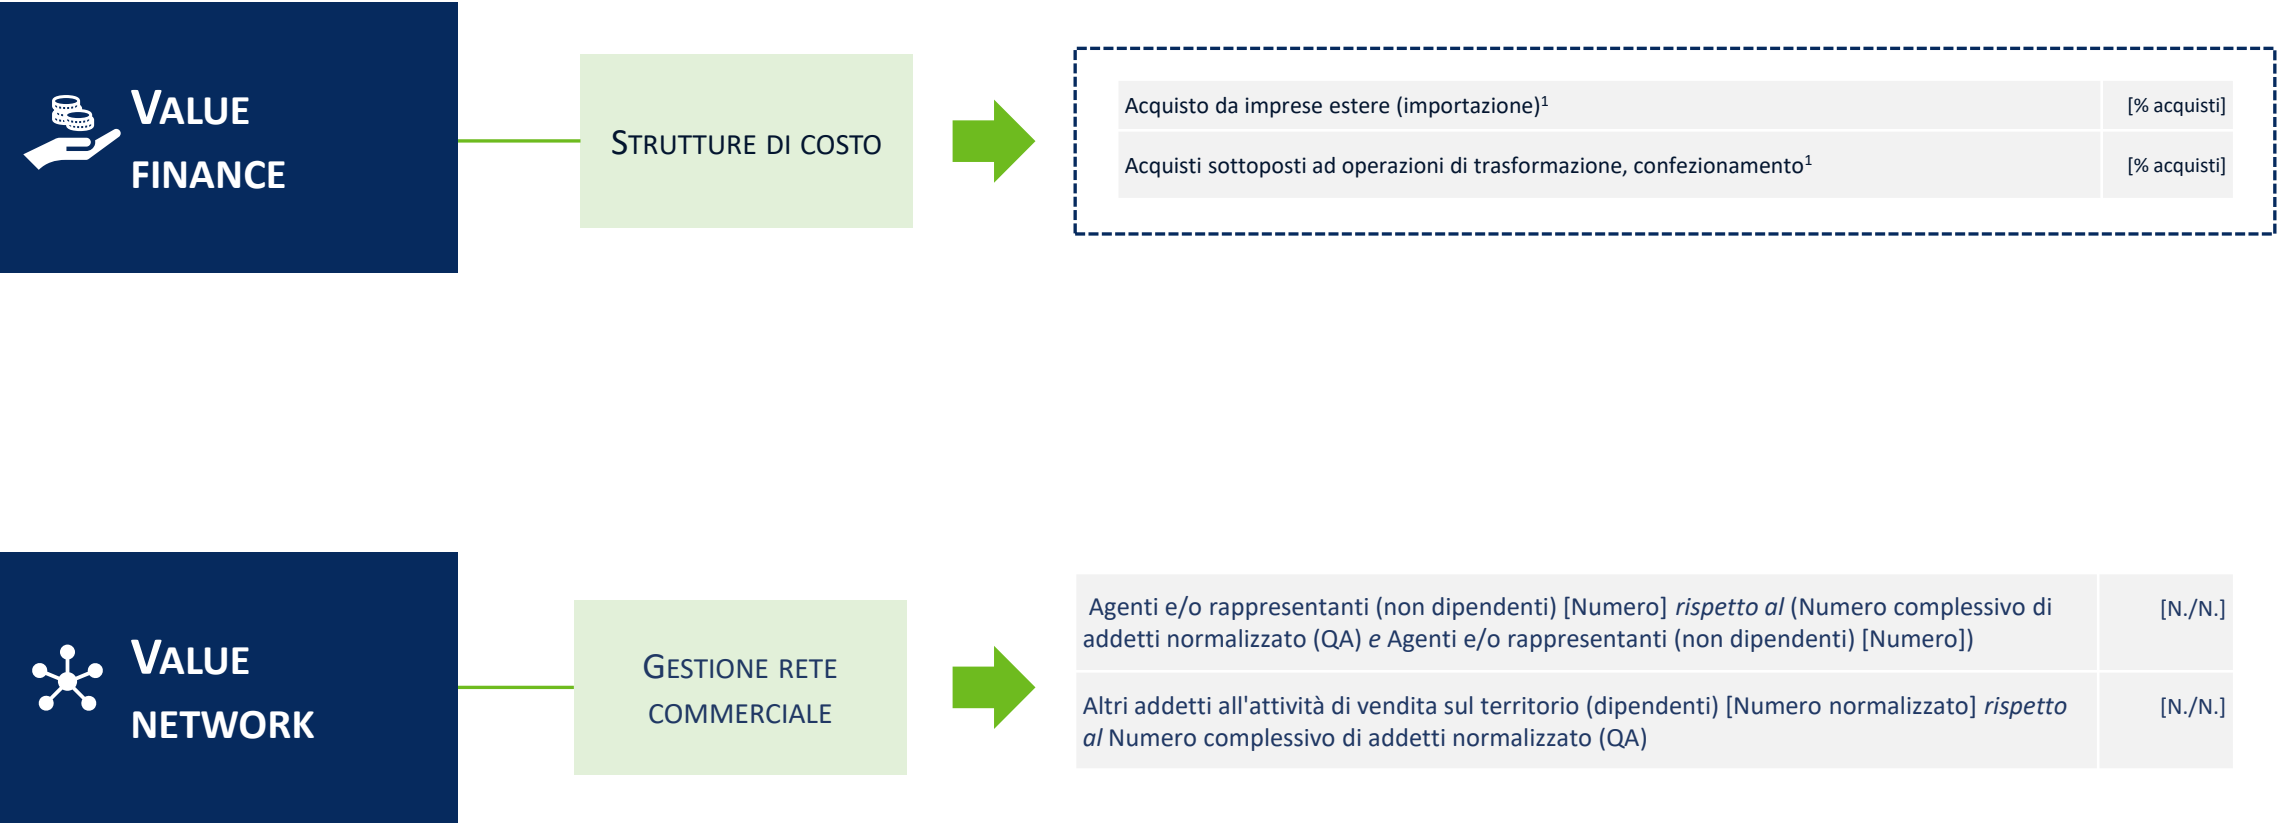 VALUE
FINANCE
STRUTTURE DI COSTO
Acquisto da imprese estere (importazione)¹ [% acquisti]
Acquisti sottoposti ad operazioni di trasformazione, confezionamento¹ [% acquisti]
VALUE
NETWORK
GESTIONE RETE
COMMERCIALE
Agenti e/o rappresentanti (non dipendenti) [Numero] rispetto al (Numero complessivo di [N./N.]
addetti normalizzato (QA) e Agenti e/o rappresentanti (non dipendenti) [Numero])
Altri addetti all'attività di vendita sul territorio (dipendenti) [Numero normalizzato] rispetto [N./N.]
al Numero complessivo di addetti normalizzato (QA)